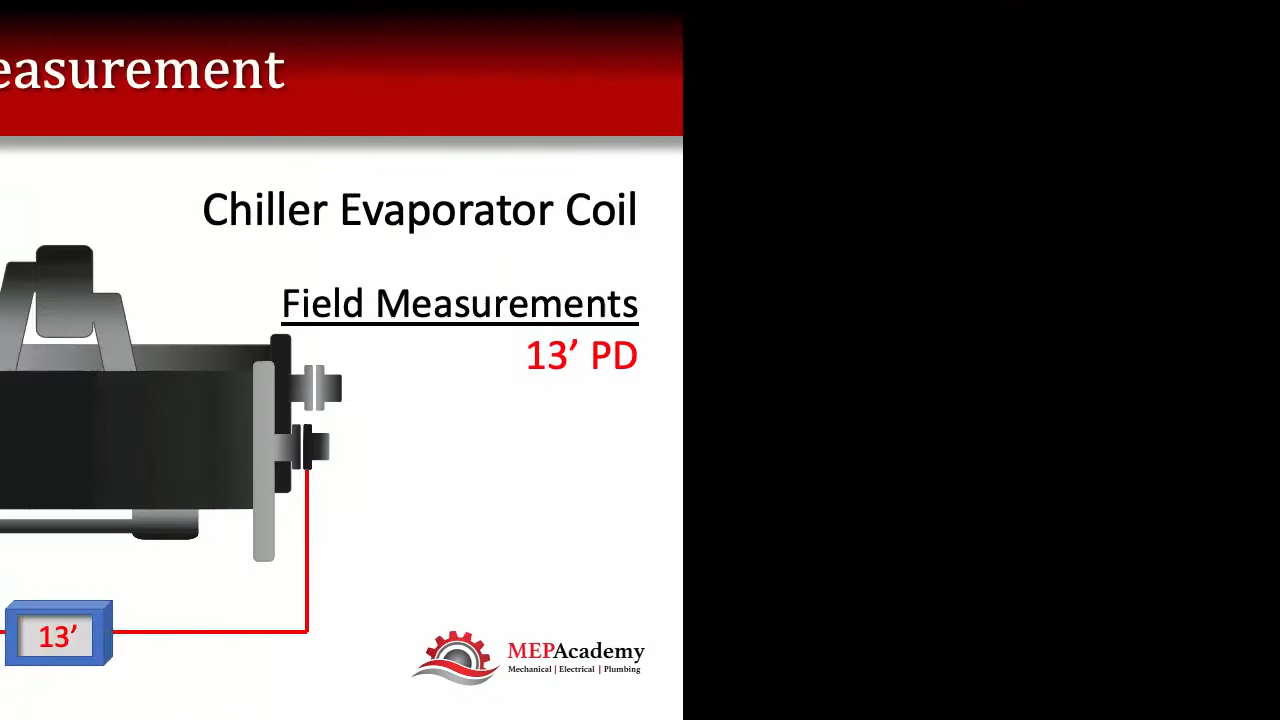 easurement
Chiller Evaporator Coil
Field Measurements
13’ PD
13’
MEPAcademy
Mechanical | Electrical | Plumbing